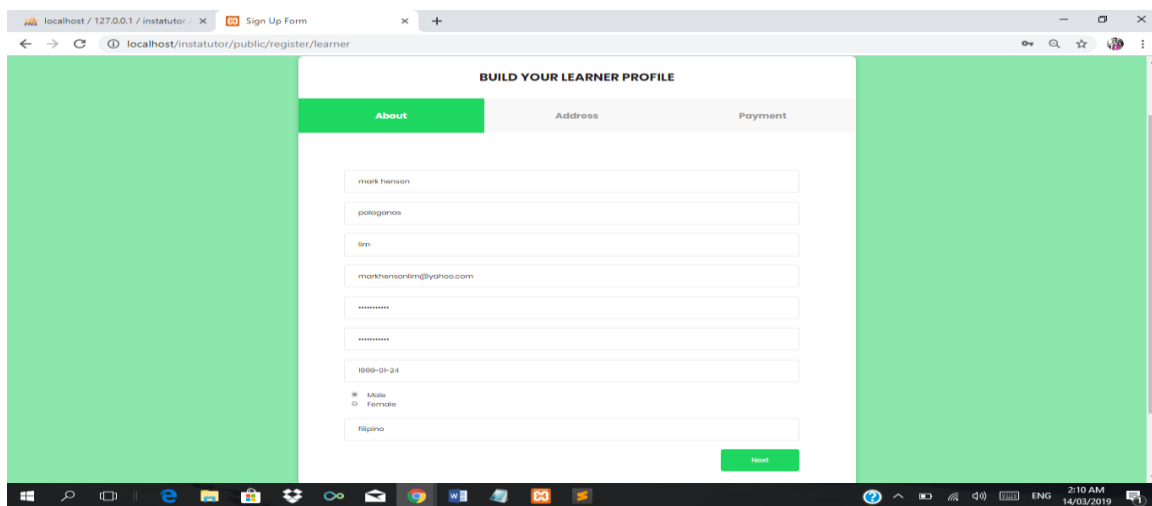 localhost / 127.0.0.1 / instatutor /
Sign Up Form
localhost/instatutor/public/register/learner
BUILD YOUR LEARNER PROFILE
About Address Payment
mark henson
palaganas
lim
markhensonlim@yahoo.com
•••••••••••
•••••••••••
1999-01-24
Male
Female
filipino
Next
ENG
2:10 AM
14/03/2019